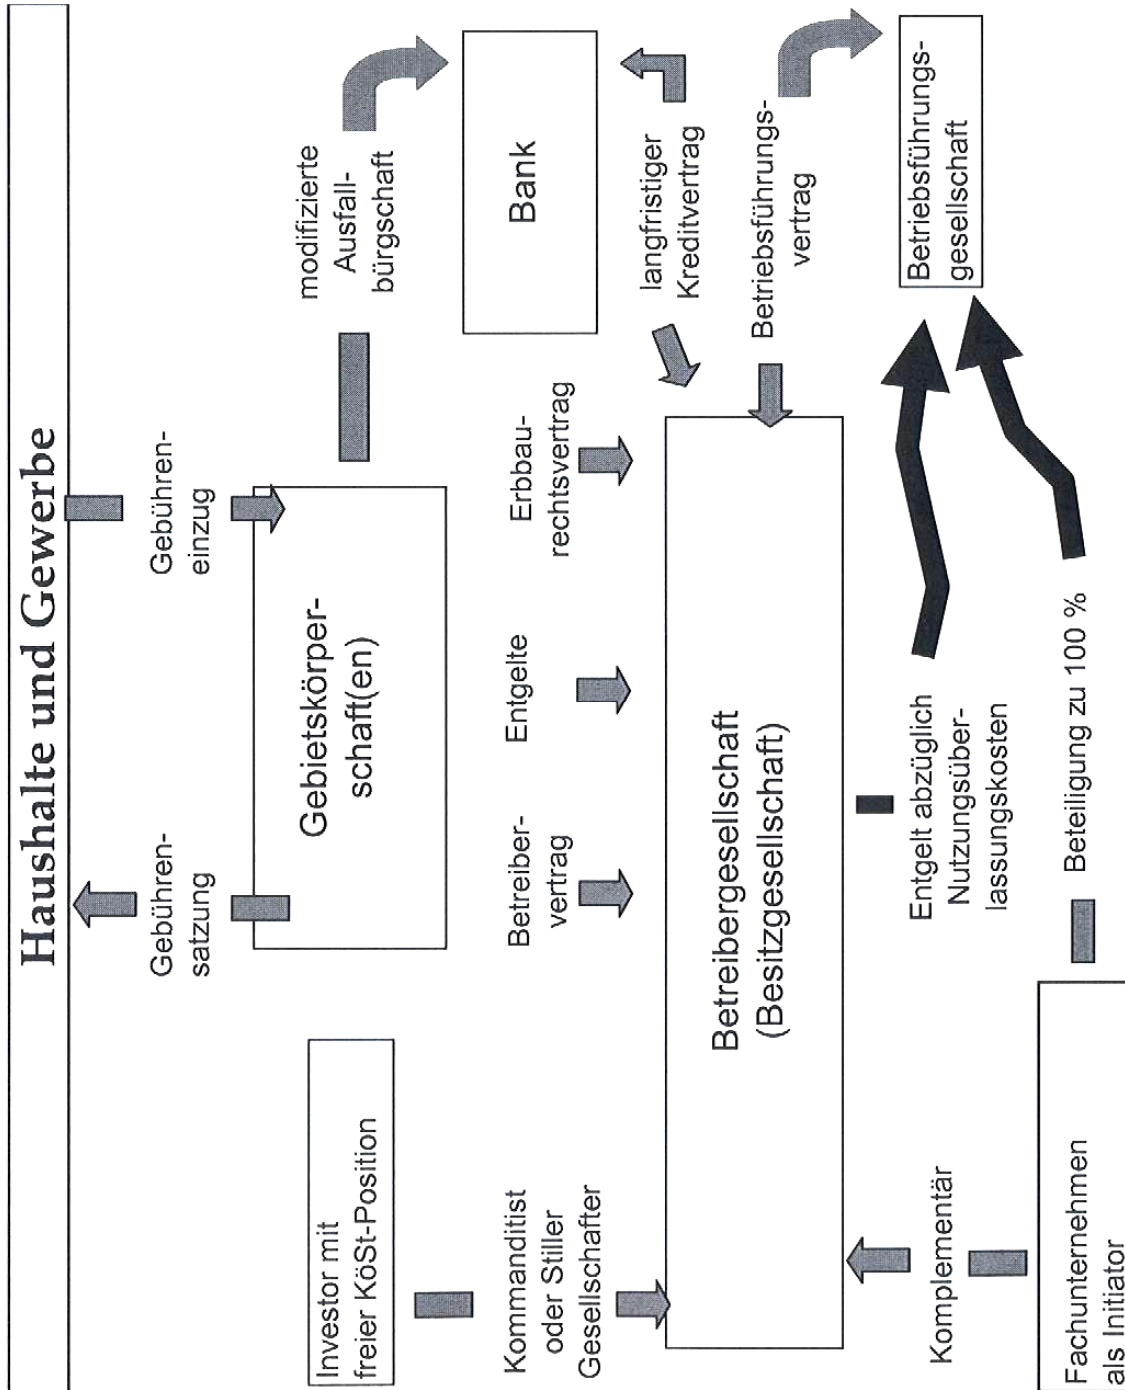 Haushalte und Gewerbe
Gebühren-
satzung
Gebühren-
einzug
Investor mit
freier KöSt-Position
Gebietskörper-
schaft(en)
modifizierte
Ausfall-
bürgschaft
Bank
Kommanditist
oder Stiller
Gesellschafter
Betreiber-
vertrag
Entgelte
Erbbau-
rechtsvertrag
langfristiger
Kreditvertrag
Betreibergesellschaft
(Besitzgesellschaft)
Betriebsführungs-
vertrag
Komplementär
Entgelt abzüglich
Nutzungsüber-
lassungskosten
Betriebsführungs-
gesellschaft
Fachunternehmen
als Initiator
Beteiligung zu 100 %